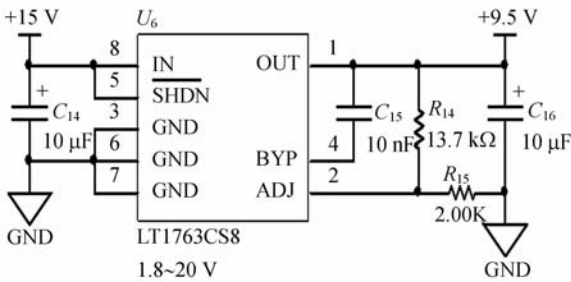 +15 V
U6
+9.5 V
8
IN
OUT
1
5
SHDN
+
C14
10 μF
3
GND
C15
10 nF
R14
13.7 kΩ
+
C16
10 μF
6
GND
BYP
4
7
GND
ADJ
2
R15
2.00K
GND
LT1763CS8
GND
1.8~20 V